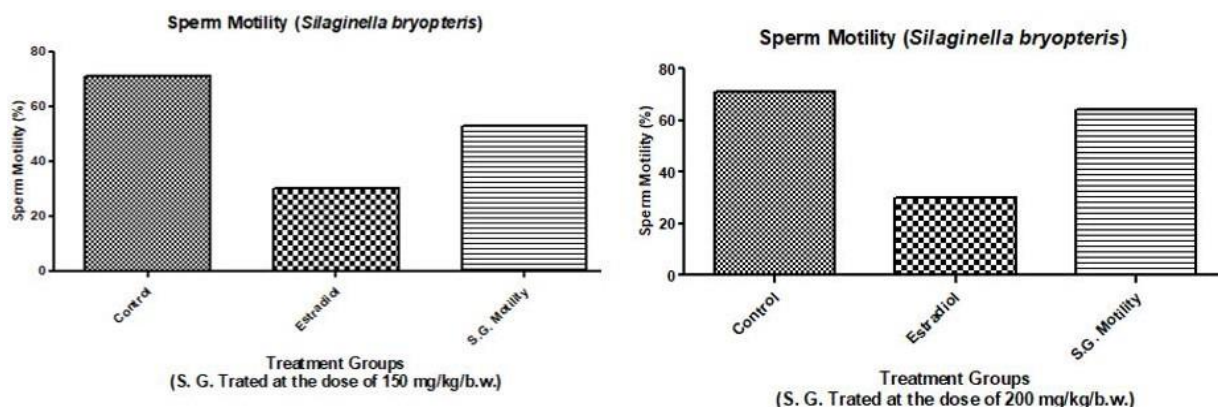 Sperm Motility (Silaginella bryopteris)
Sperm Motility (%)
80
60
40
20
0
Control
Estradiol
S.G. Motility
Treatment Groups
(S. G. Trated at the dose of 150 mg/kg/b.w.)
Sperm Motility (Silaginella bryopteris)
Sperm Motility (%)
80
60
40
20
0
Control
Estradiol
S.G. Motility
Treatment Groups
(S. G. Trated at the dose of 200 mg/kg/b.w.)